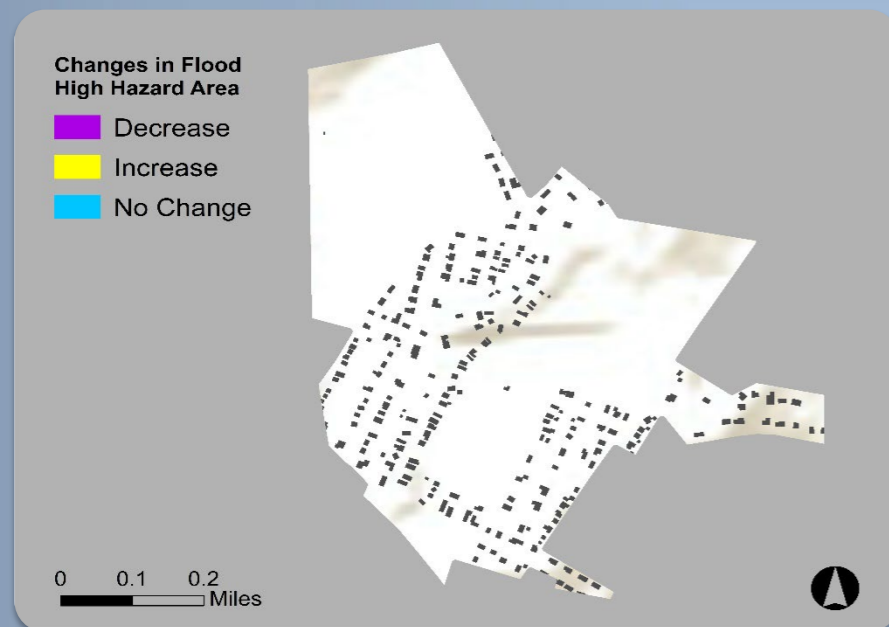 Changes in Flood
High Hazard Area
Decrease
Increase
No Change
0 0.1 0.2
Miles